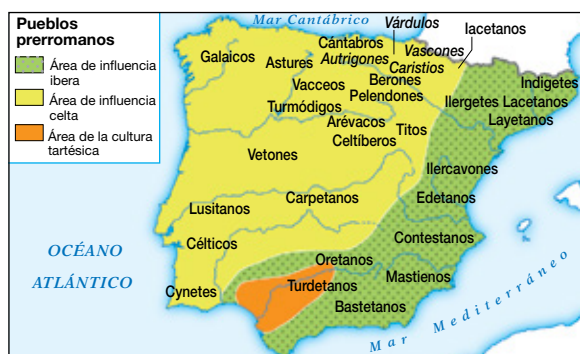 Pueblos
prerromanos
Área de influencia
ibera
Área de influencia
celta
Área de la cultura
tartésica
Mar Cantábrico
Várdulos
Iacetanos
Cántabros
Vascones
Galaicos
Astures
Autrigones
Caristios
Berones
Indigetes
Vacceos
Pelendones
Ilergetes Lacetanos
Turmódigos
Layetanos
Arévacos
Titos
Celtíberos
Vetones
Ilercavones
Carpetanos
Edetanos
Lusitanos
Célticos
Contestanos
OCÉANO
ATLÁNTICO
Oretanos
Mastienos
Cynetes
Turdetanos
Bastetanos
Mar Mediterráneo